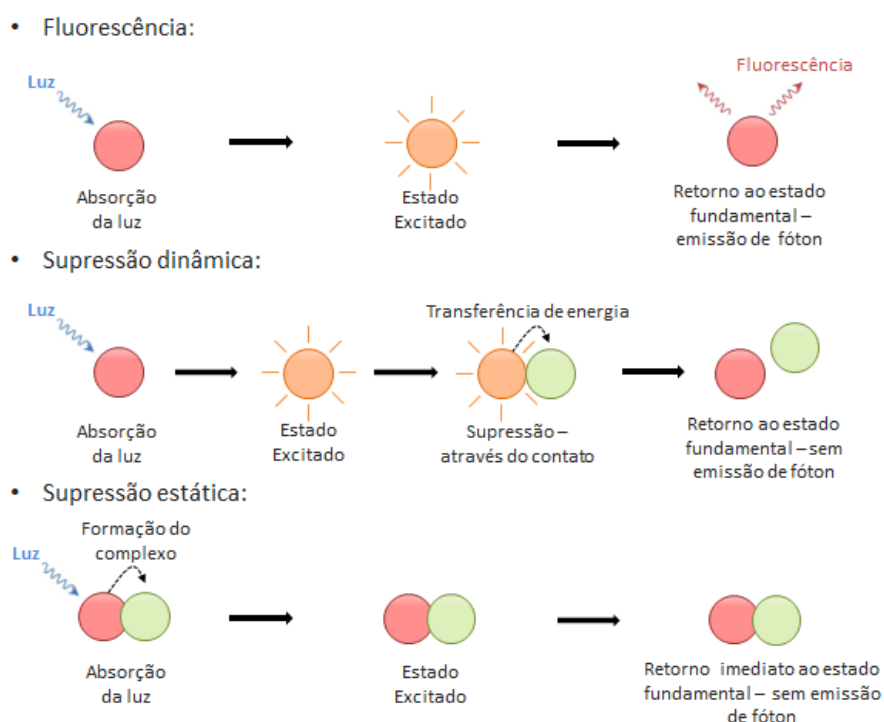 • Fluorescência:
Luz
Fluorescência
Absorção
da luz
Estado
Excitado
Retorno ao estado
fundamental –
emissão de fóton
• Supressão dinâmica:
Luz
Transferência de energia
Absorção
da luz
Estado
Excitado
Supressão –
através do contato
Retorno ao estado
fundamental – sem
emissão de fóton
• Supressão estática:
Formação do
complexo
Luz
Absorção
da luz
Estado
Excitado
Retorno imediato ao estado
fundamental – sem emissão
de fóton